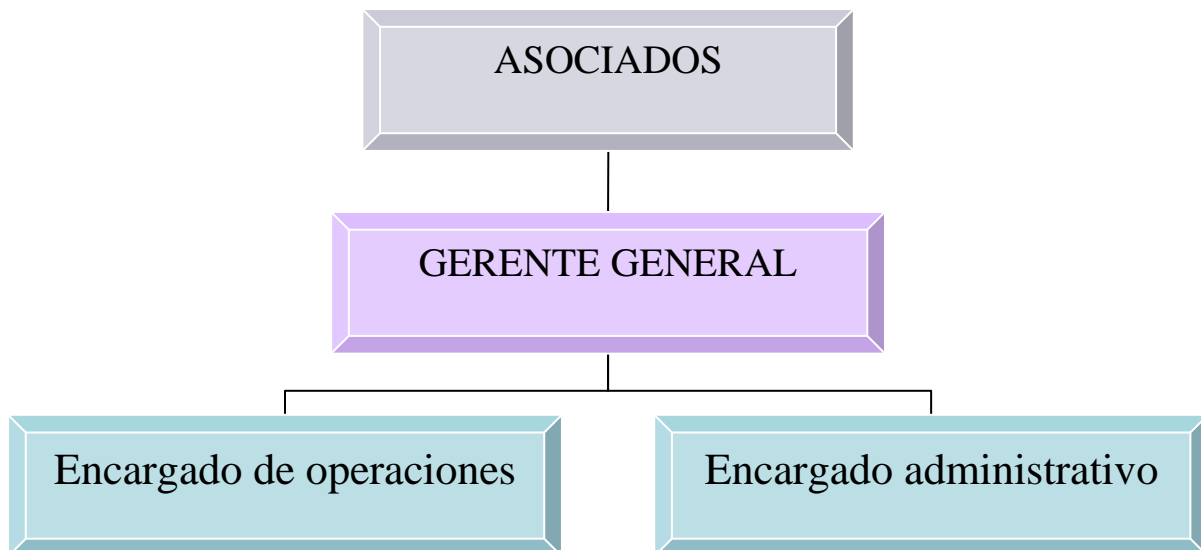 ASOCIADOS
GERENTE GENERAL
Encargado de operaciones
Encargado administrativo